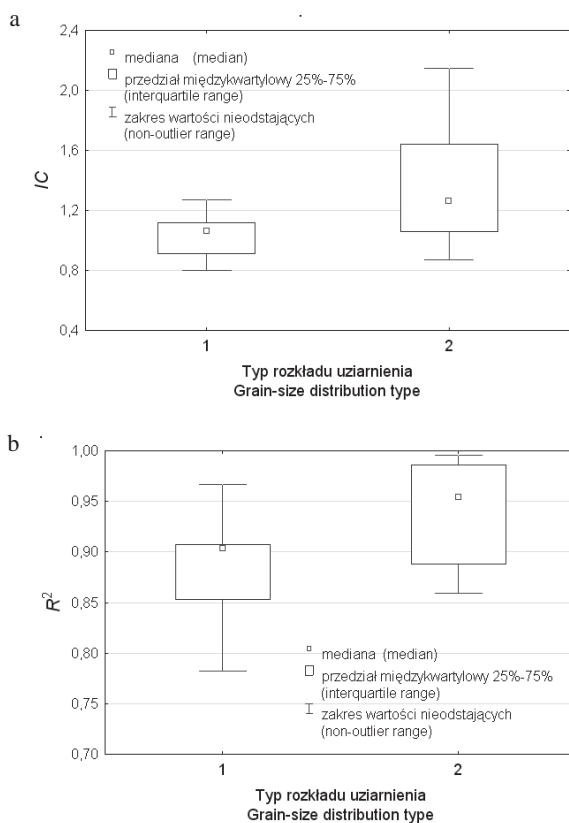 a
2,4
2,0
1,6
1,2
0,8
0,4
IC
mediana (median)
przedział międzykwartylowy 25%-75%
(interquartile range)
zakres wartości nieodstających
(non-outlier range)
1
2
Typ rozkładu uziarnienia
Grain-size distribution type
b
1,00
0,95
0,90
0,85
0,80
0,75
0,70
R²
mediana (median)
przedział międzykwartylowy 25%-75%
(interquartile range)
zakres wartości nieodstających
(non-outlier range)
1
2
Typ rozkładu uziarnienia
Grain-size distribution type